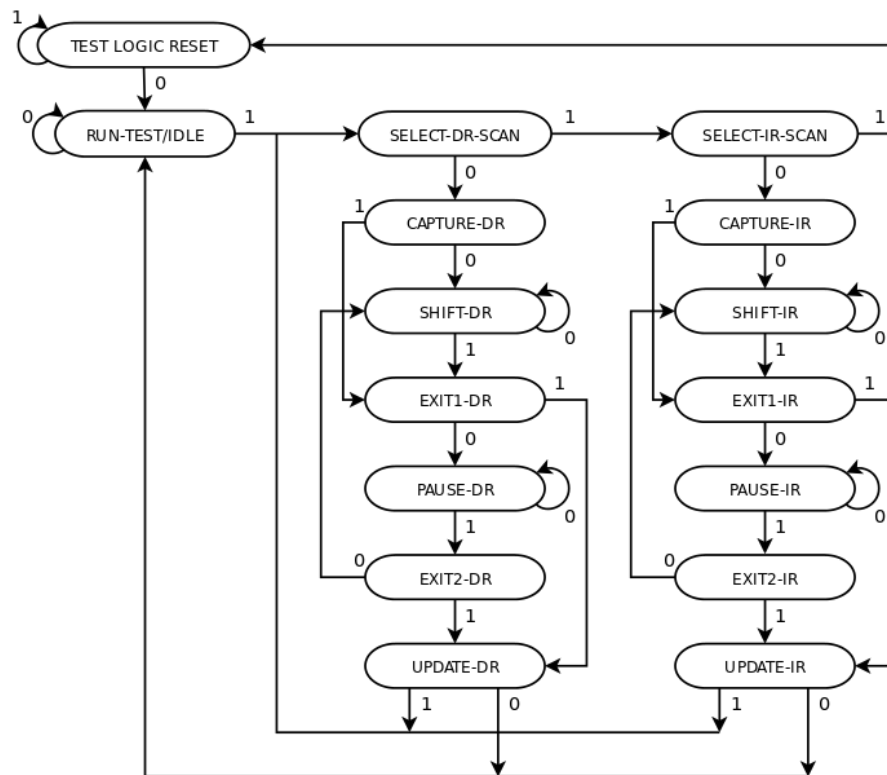 1
TEST LOGIC RESET
0
0
RUN-TEST/IDLE
1
SELECT-DR-SCAN
1
SELECT-IR-SCAN
1
0
0
1
CAPTURE-DR
1
CAPTURE-IR
0
0
SHIFT-DR
0
SHIFT-IR
0
1
1
EXIT1-DR
1
EXIT1-IR
1
0
0
PAUSE-DR
0
PAUSE-IR
0
1
1
0
EXIT2-DR
0
EXIT2-IR
1
1
UPDATE-DR
UPDATE-IR
1
0
1
0